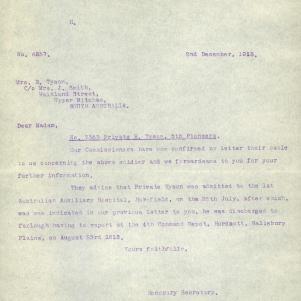 No. 4857.
2nd December, 1918.
Mrs. E. Tyson,
C/o Mrs. J. Smith,
Maitland Street,
Upper Mitcham,
SOUTH AUSTRALIA.
Dear Madam,
No. Private E. Tyson, 5th Pioneers.
Our Commissioners have now confirmed by letter their cable
to us concerning the above soldier and we forward same to you for your
further information.
They advise that Private Tyson was admitted to the 1st
Australian Auxiliary Hospital, Harefield, on the 25th July, after which,
as was indicated in our previous letter to you, he was discharged to
furlough having to report at the 4th Command Depot, Hurdcott, Salisbury
Plains, on August 23rd 1918.
Yours faithfully,
Honorary Secretary.